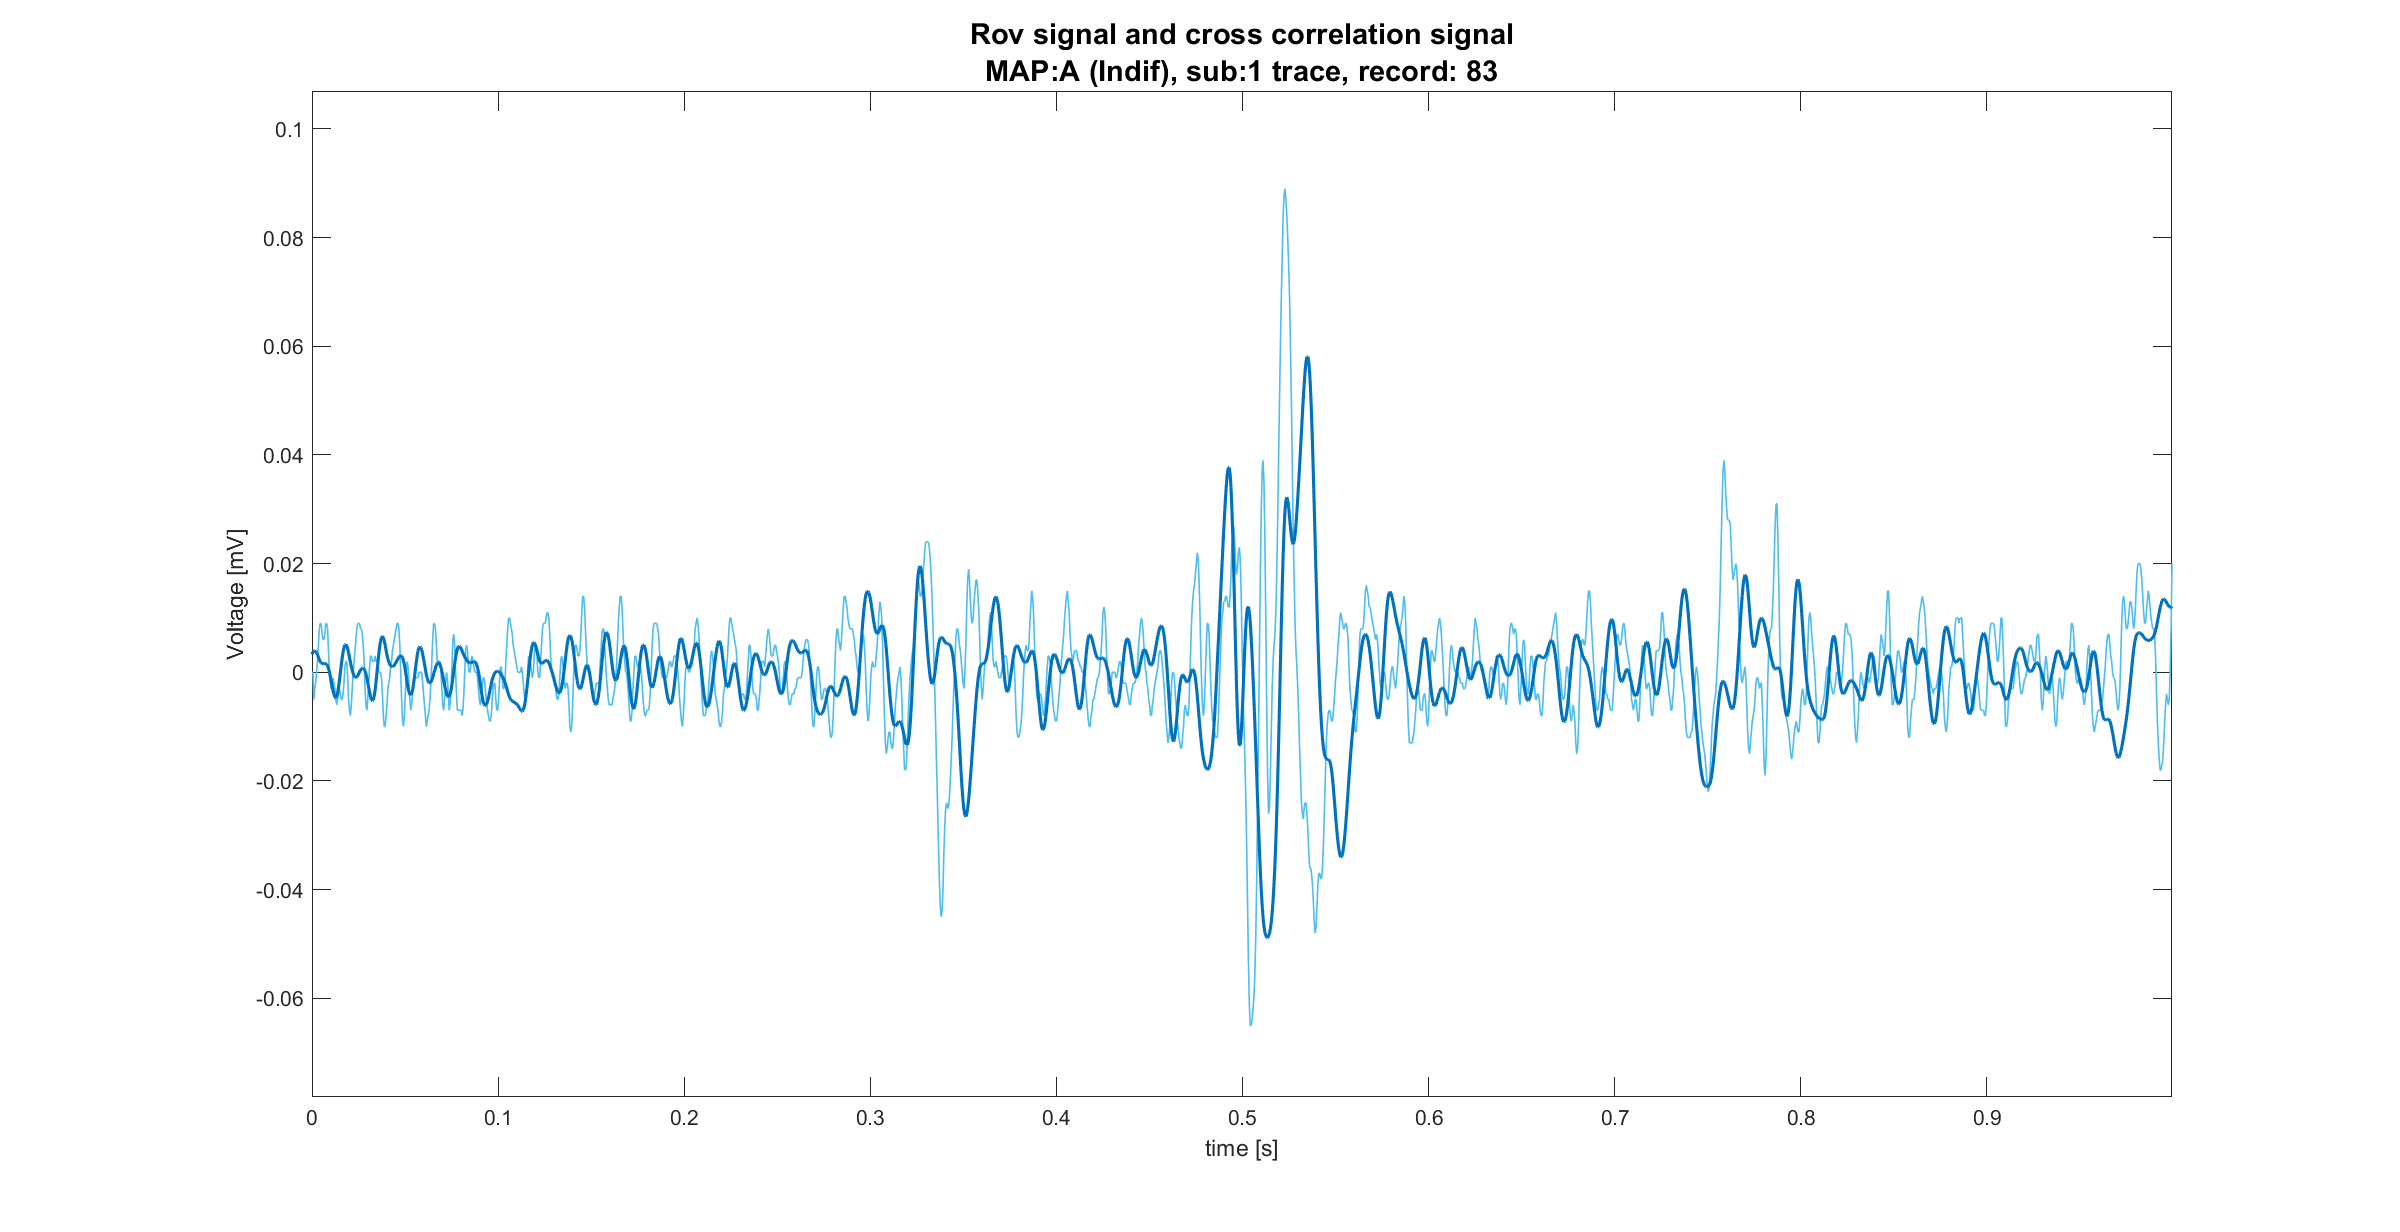 Rov signal and cross correlation signal
MAP:A (Indif), sub:1 trace, record: 83
0.1
0.08
0.06
0.04
0.02
0
-0.02
-0.04
-0.06
Voltage [mV]
0 0.1 0.2 0.3 0.4 0.5 0.6 0.7 0.8 0.9
time [s]